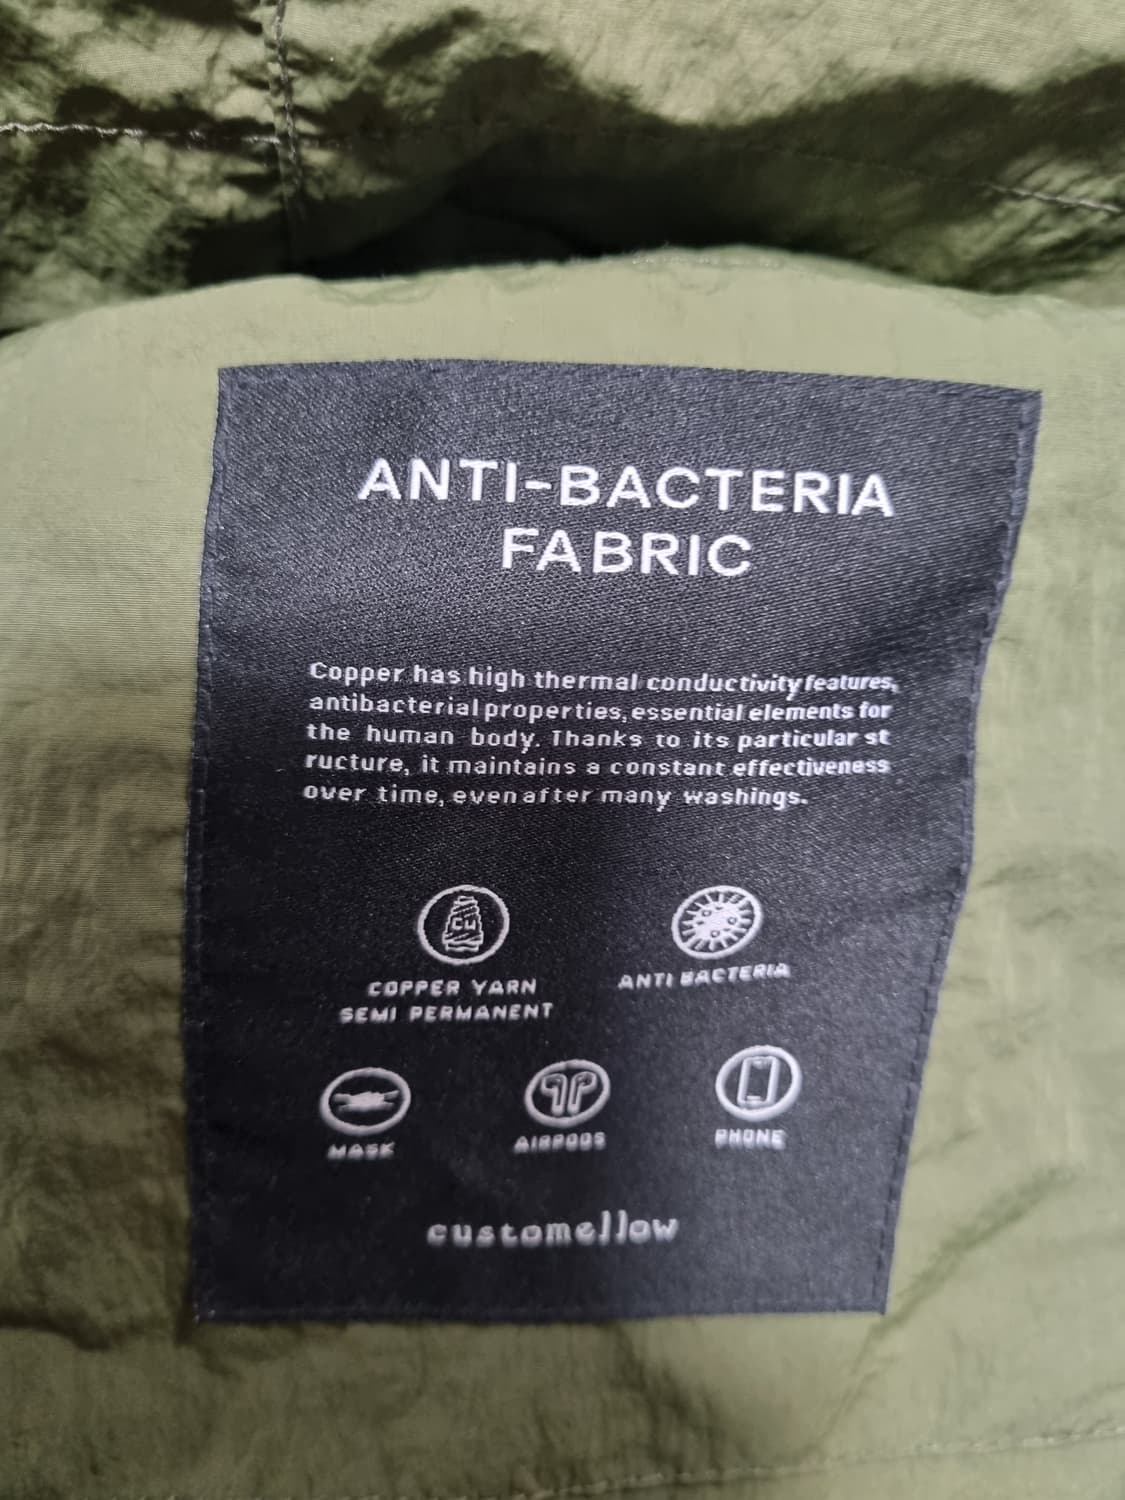 ANTI-BACTERIA
FABRIC
Copper has high thermal conductivity features,
antibacterial properties, essential elements for
the human body. Thanks to its particular st
ructure, it maintains a constant effectiveness
over time, even after many washings.
Cu
COPPER YARN
SEMI PERMANENT
ANTI BACTERIA
MASK
AIRPODS
PHONE
customellow